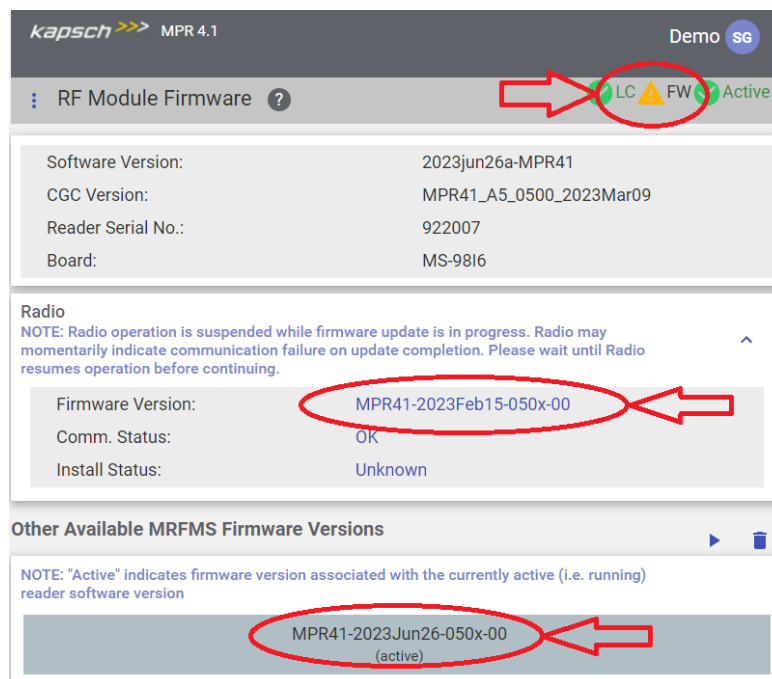 kapsch >>> MPR 4.1
Demo SG
RF Module Firmware ?
LC FW Active
Software Version: 2023jun26a-MPR41
CGC Version: MPR41_A5_0500_2023Mar09
Reader Serial No.: 922007
Board: MS-98I6
Radio
NOTE: Radio operation is suspended while firmware update is in progress. Radio may
momentarily indicate communication failure on update completion. Please wait until Radio
resumes operation before continuing.
Firmware Version: MPR41-2023Feb15-050x-00
Comm. Status: OK
Install Status: Unknown
Other Available MRFMS Firmware Versions
NOTE: "Active" indicates firmware version associated with the currently active (i.e. running)
reader software version
MPR41-2023Jun26-050x-00
(active)